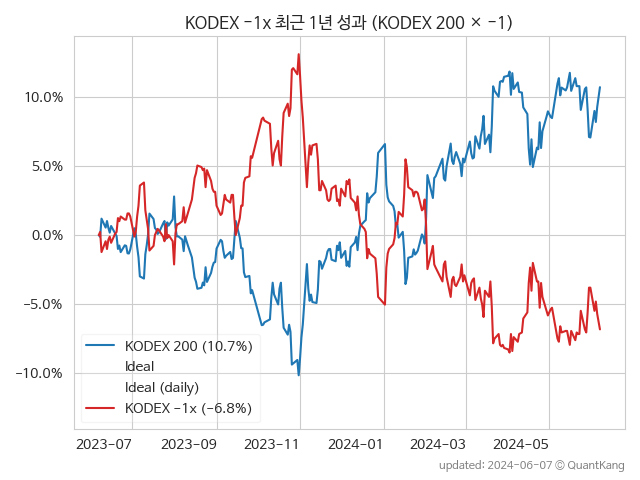 KODEX -1x 최근 1년 성과 (KODEX 200 × -1)
10.0%
5.0%
0.0%
-5.0%
-10.0%
KODEX 200 (10.7%)
Ideal
Ideal (daily)
KODEX -1x (-6.8%)
2023-07 2023-09 2023-11 2024-01 2024-03 2024-05
updated: 2024-06-07 © QuantKang